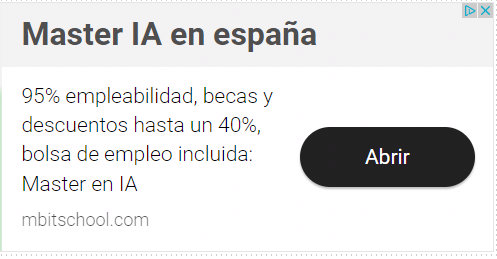 Master IA en españa
95% empleabilidad, becas y
descuentos hasta un 40%,
bolsa de empleo incluida:
Master en IA
Abrir
mbitschool.com